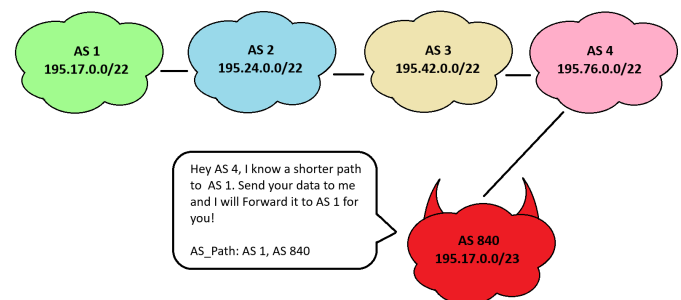 AS 1
195.17.0.0/22
AS 2
195.24.0.0/22
AS 3
195.42.0.0/22
AS 4
195.76.0.0/22
Hey AS 4, I know a shorter path
to  AS 1. Send your data to me
and I will Forward it to AS 1 for
you!
AS_Path: AS 1, AS 840
AS 840
195.17.0.0/23